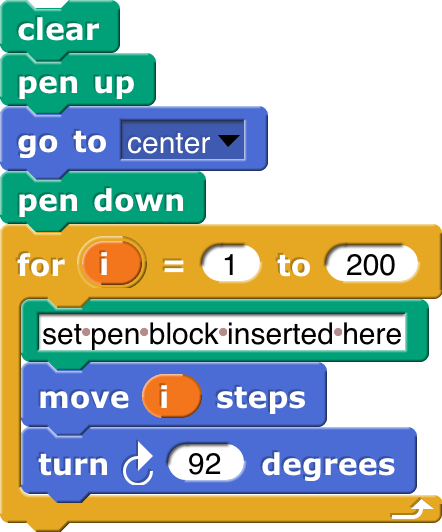 clear
pen up
go to center
pen down
for i = 1 to 200
set pen block inserted here
move i steps
turn 92 degrees